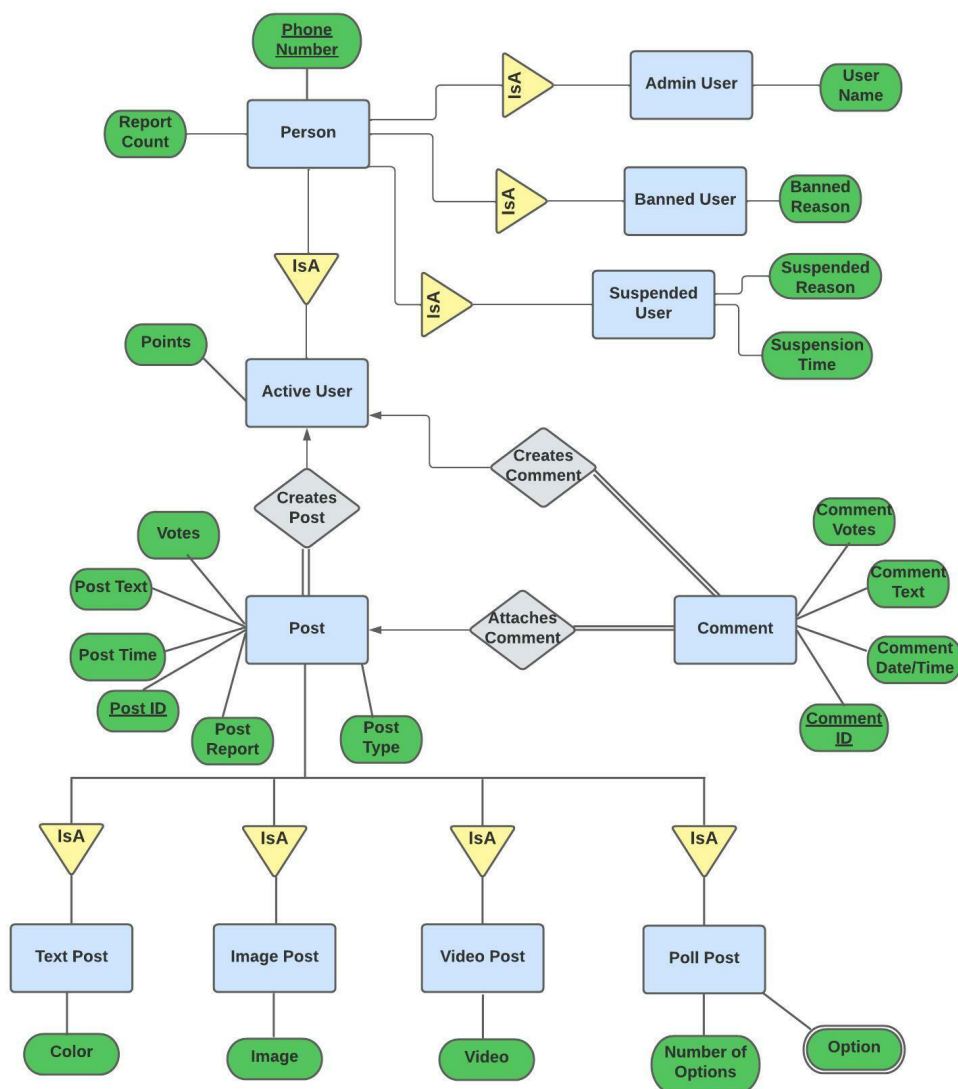 Phone
Number
Report
Count
Person
IsA
Admin User
User
Name
IsA
Banned User
Banned
Reason
IsA
IsA
Suspended
User
Suspended
Reason
Suspension
Time
Points
Active User
Creates
Comment
Creates
Post
Votes
Post Text
Post Time
Post ID
Post
Report
Post
Type
Post
Attaches
Comment
Comment
Comment
Votes
Comment
Text
Comment
Date/Time
Comment
ID
IsA
IsA
IsA
IsA
Text Post
Image Post
Video Post
Poll Post
Color
Image
Video
Number of
Options
Option